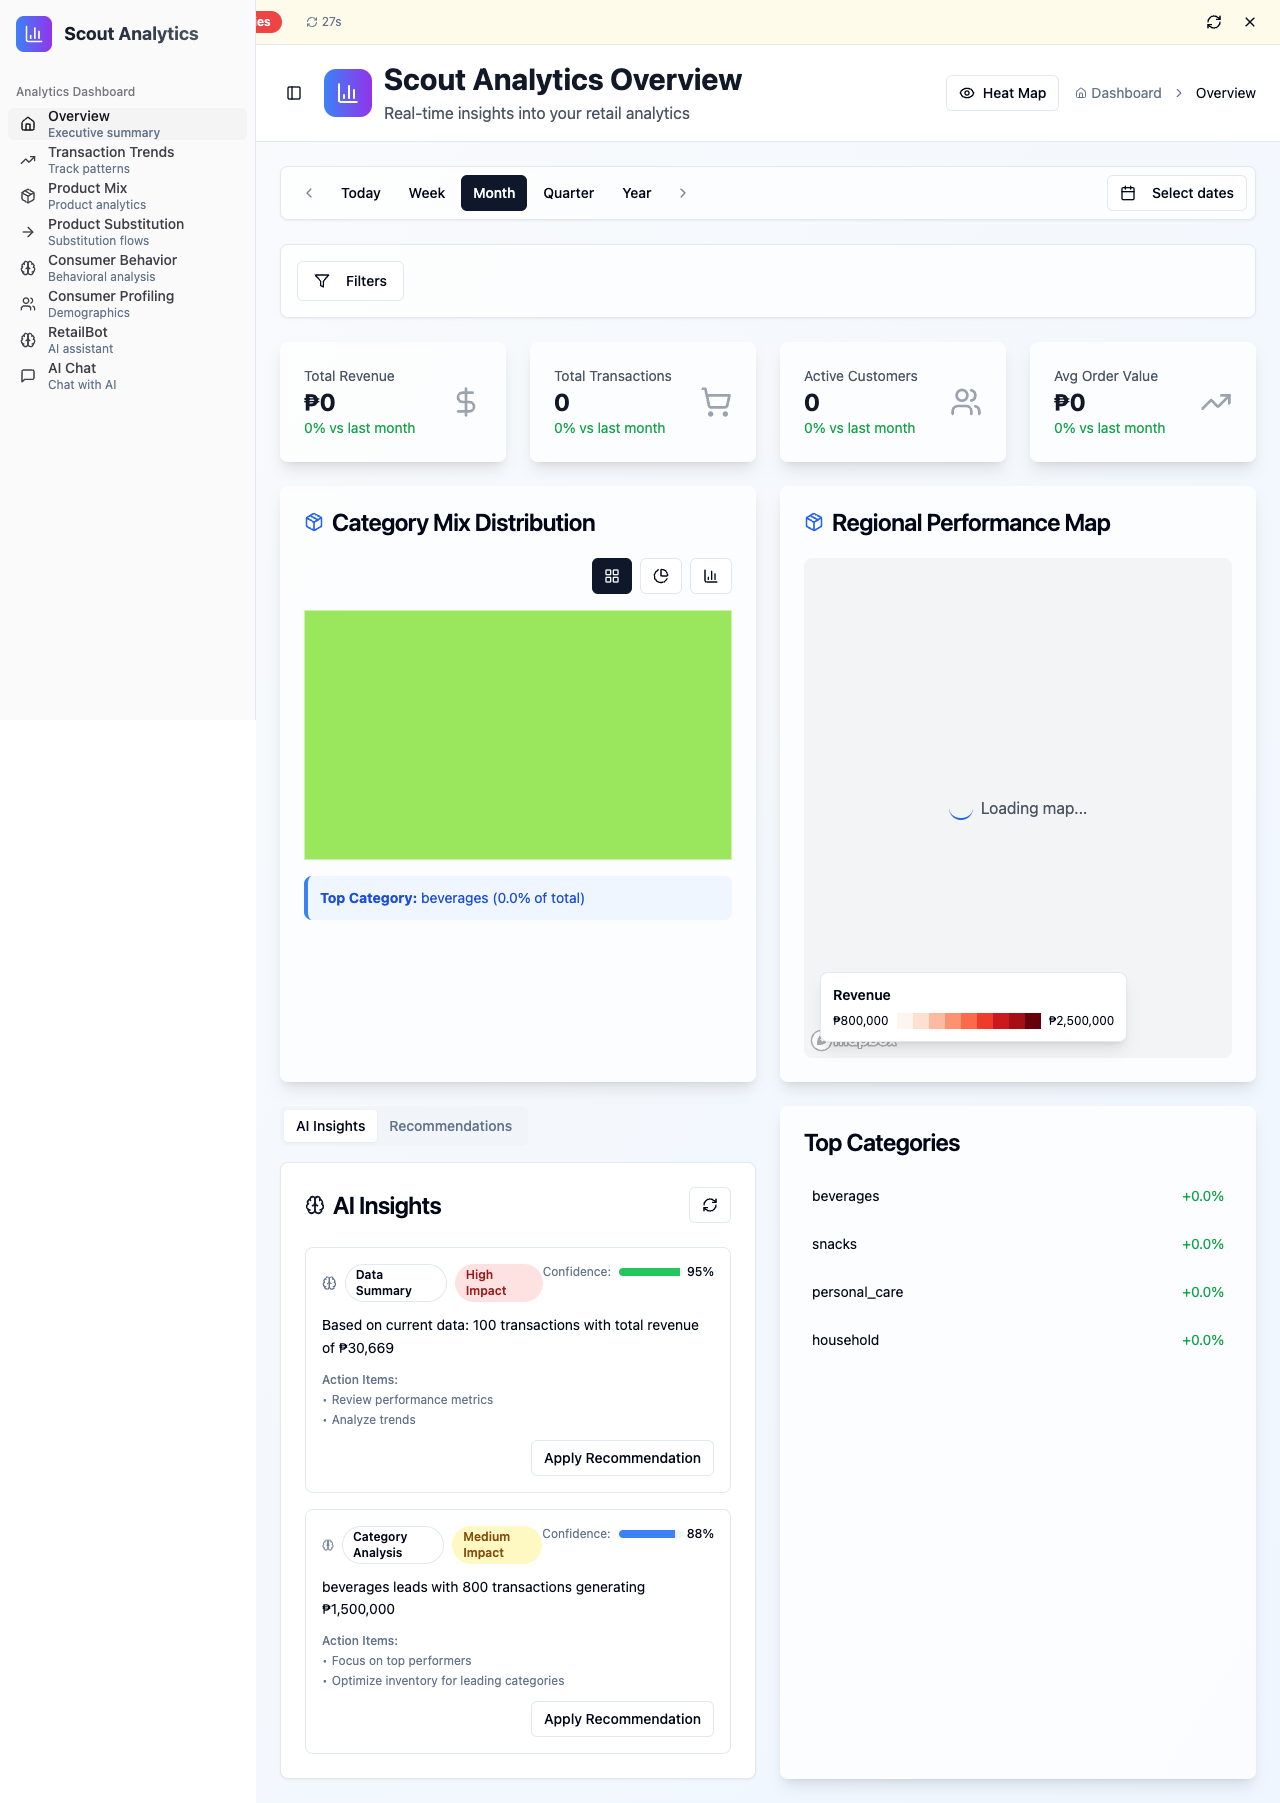 Scout Analytics
Analytics Dashboard
Overview
Executive summary
Transaction Trends
Track patterns
Product Mix
Product analytics
Product Substitution
Substitution flows
Consumer Behavior
Behavioral analysis
Consumer Profiling
Demographics
RetailBot
AI assistant
AI Chat
Chat with AI
27s
Scout Analytics Overview
Real-time insights into your retail analytics
Heat Map
Dashboard > Overview
Today Week Month Quarter Year
Select dates
Filters
Total Revenue
₱0
0% vs last month
Total Transactions
0
0% vs last month
Active Customers
0
0% vs last month
Avg Order Value
₱0
0% vs last month
Category Mix Distribution
Top Category: beverages (0.0% of total)
Regional Performance Map
Loading map...
Revenue
₱800,000 ₱2,500,000
mapbox
AI Insights Recommendations
AI Insights
Data Summary
High Impact
Confidence: 95%
Based on current data: 100 transactions with total revenue
of ₱30,669
Action Items:
• Review performance metrics
• Analyze trends
Apply Recommendation
Category Analysis
Medium Impact
Confidence: 88%
beverages leads with 800 transactions generating
₱1,500,000
Action Items:
• Focus on top performers
• Optimize inventory for leading categories
Apply Recommendation
Top Categories
beverages +0.0%
snacks +0.0%
personal_care +0.0%
household +0.0%